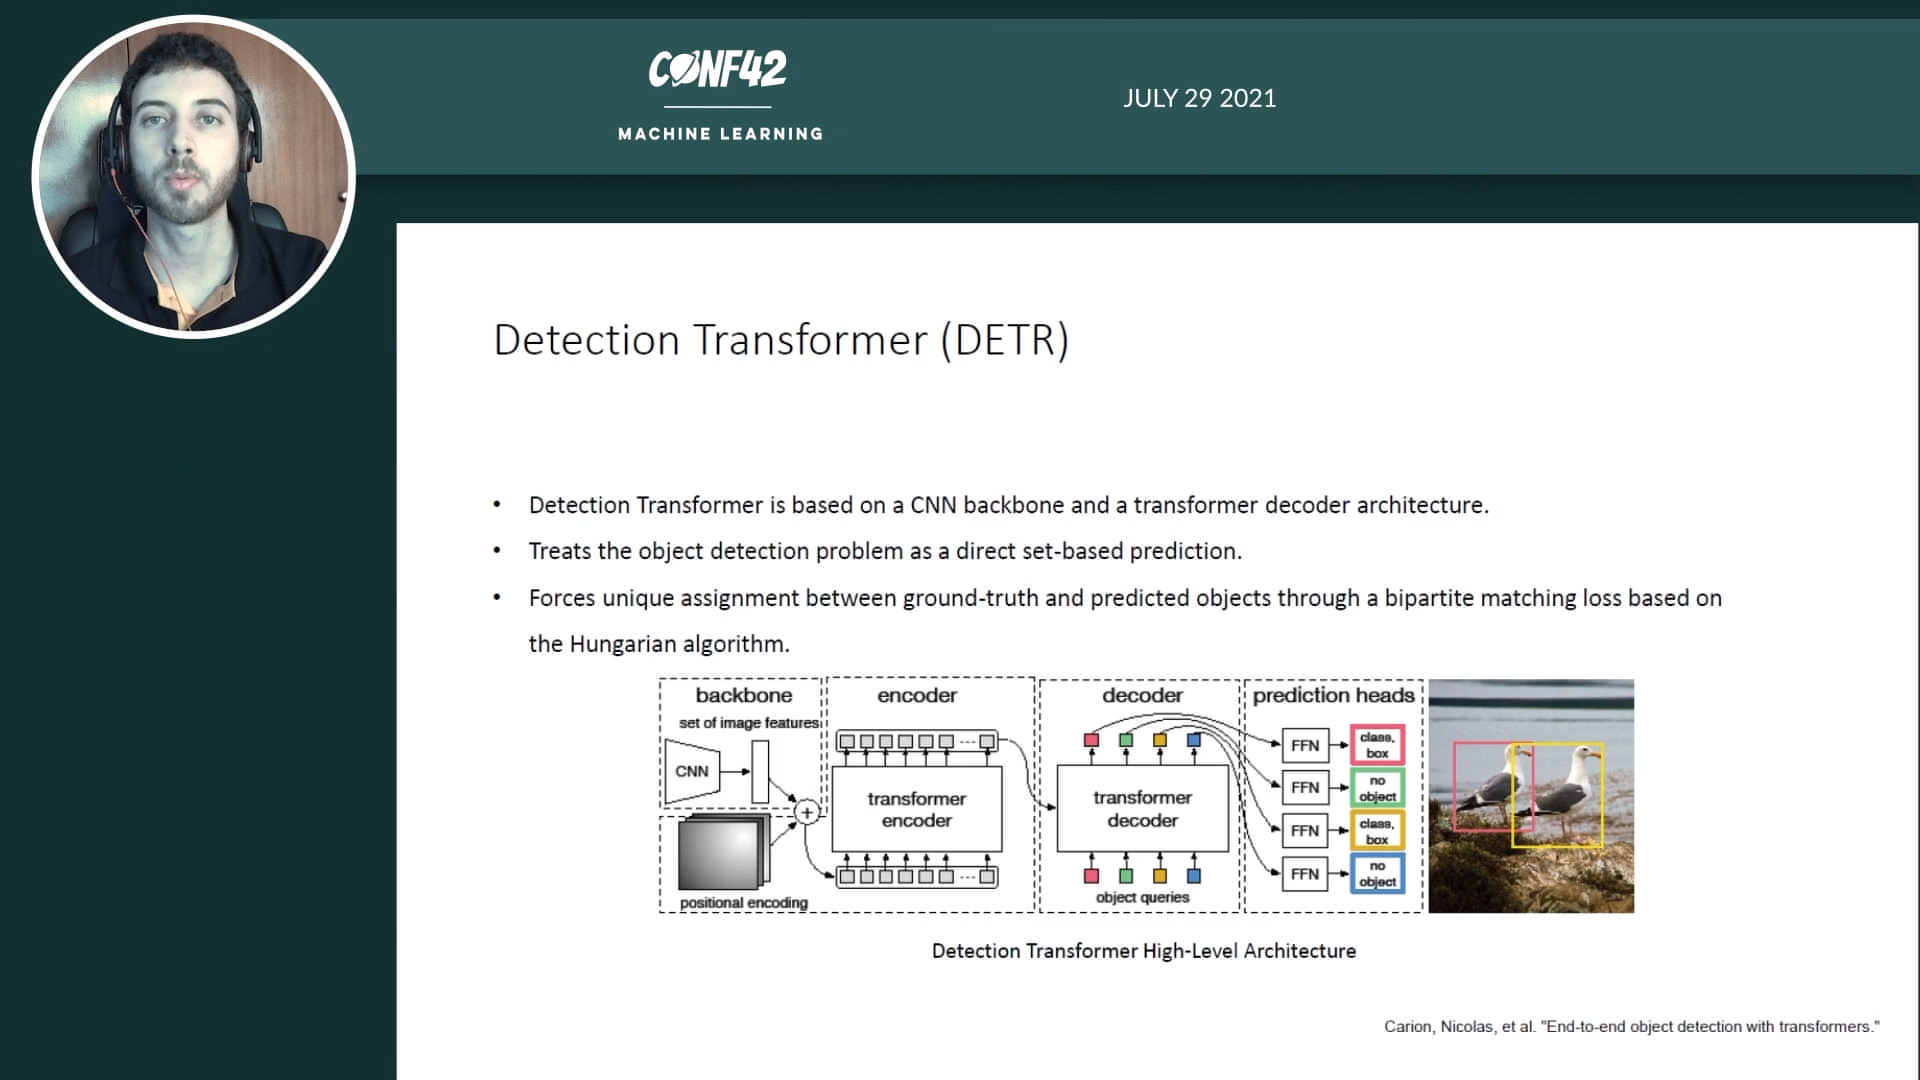 CONF42
MACHINE LEARNING
JULY 29 2021
Detection Transformer (DETR)
• Detection Transformer is based on a CNN backbone and a transformer decoder architecture.
• Treats the object detection problem as a direct set-based prediction.
• Forces unique assignment between ground-truth and predicted objects through a bipartite matching loss based on
the Hungarian algorithm.
backbone
set of image features
CNN
+
positional encoding
encoder
transformer
encoder
decoder
transformer
decoder
object queries
prediction heads
FFN
class,
box
FFN
no
object
FFN
class,
box
FFN
no
object
Detection Transformer High-Level Architecture
Carion, Nicolas, et al. "End-to-end object detection with transformers."